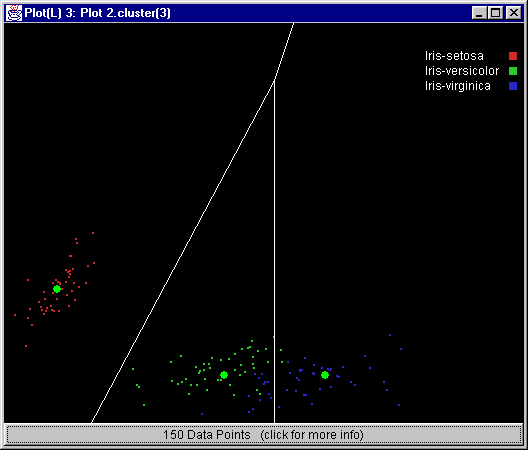 Plot(L) 3: Plot 2.cluster(3)
Iris-setosa
Iris-versicolor
Iris-virginica
150 Data Points (click for more info)